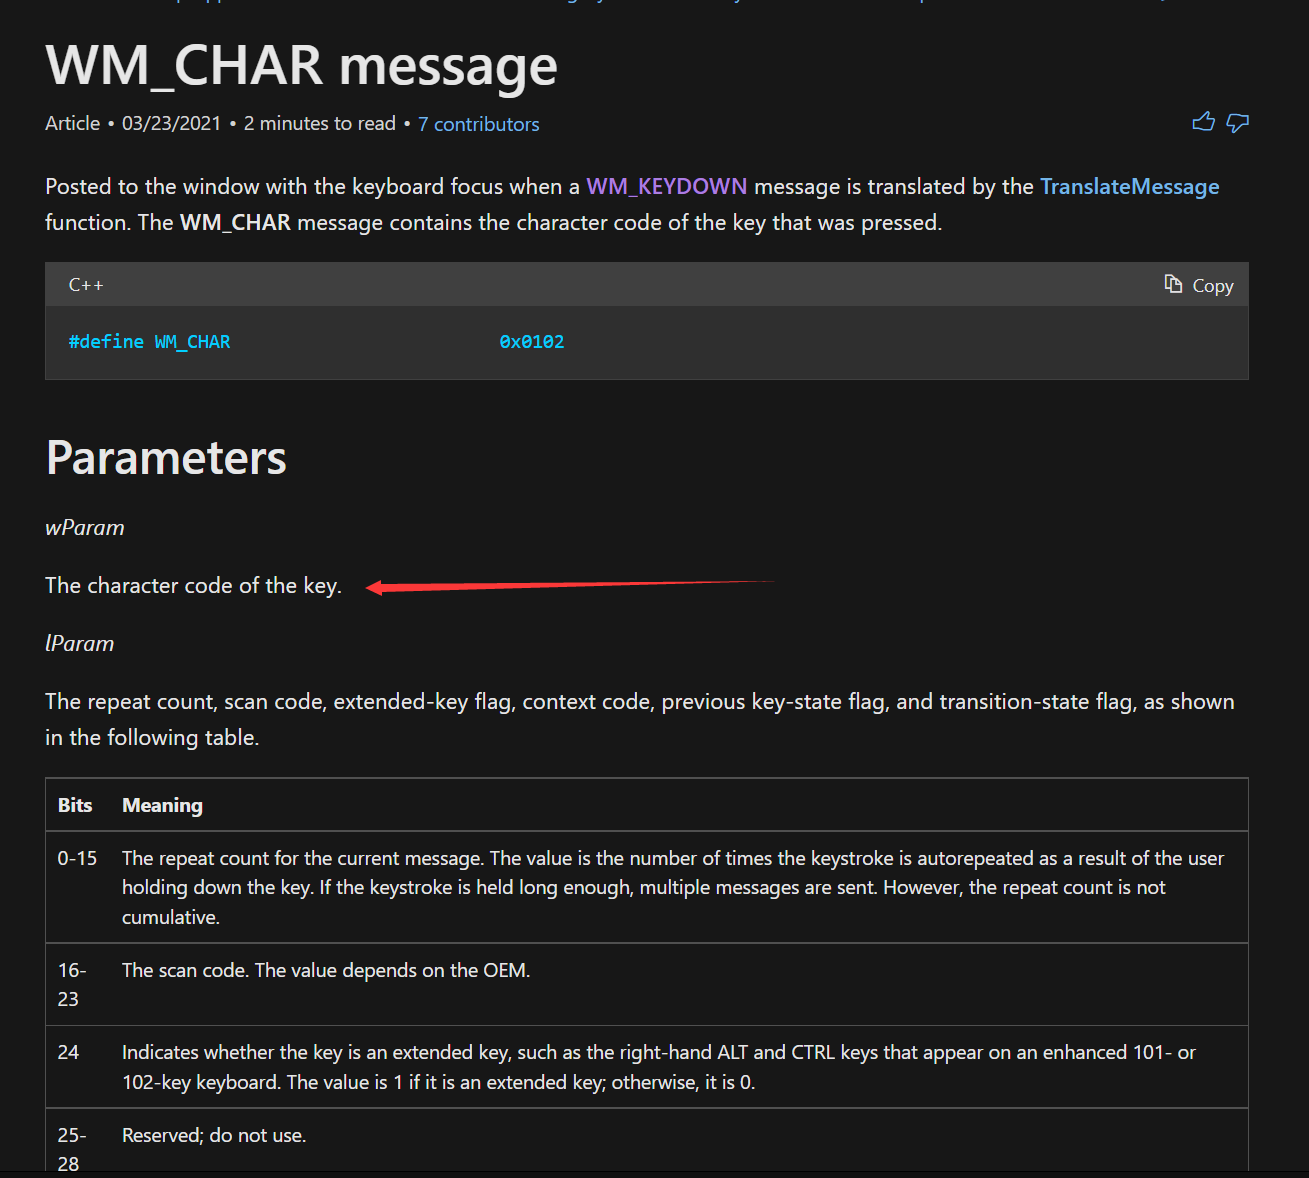 WM_CHAR message
Article • 03/23/2021 • 2 minutes to read • 7 contributors
Posted to the window with the keyboard focus when a WM_KEYDOWN message is translated by the TranslateMessage
function. The WM_CHAR message contains the character code of the key that was pressed.
C++ Copy
#define WM_CHAR 0x0102
Parameters
wParam
The character code of the key.
lParam
The repeat count, scan code, extended-key flag, context code, previous key-state flag, and transition-state flag, as shown
in the following table.
Bits Meaning
0-15 The repeat count for the current message. The value is the number of times the keystroke is autorepeated as a result of the user
holding down the key. If the keystroke is held long enough, multiple messages are sent. However, the repeat count is not
cumulative.
16- The scan code. The value depends on the OEM.
23
24 Indicates whether the key is an extended key, such as the right-hand ALT and CTRL keys that appear on an enhanced 101- or
102-key keyboard. The value is 1 if it is an extended key; otherwise, it is 0.
25- Reserved; do not use.
28